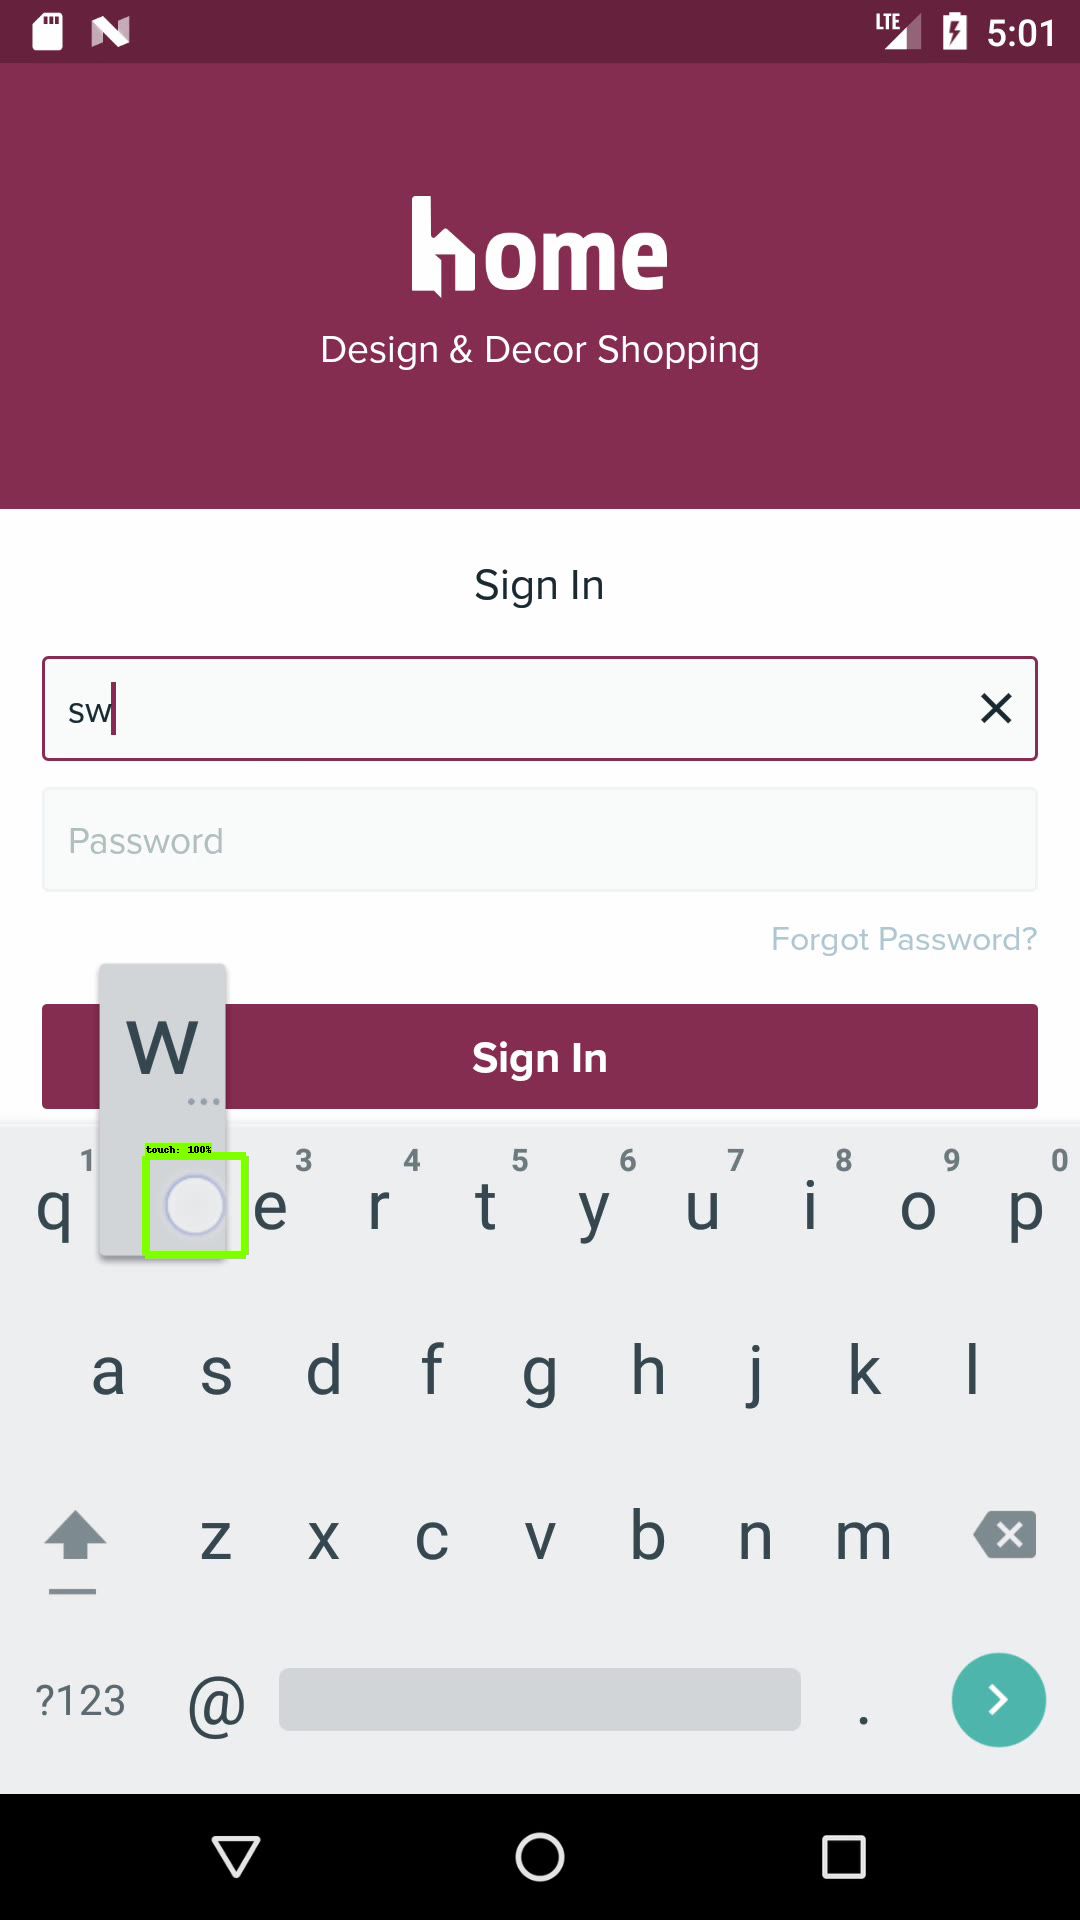 LTE 5:01
home
Design & Decor Shopping
Sign In
sw
Password
Forgot Password?
W
Sign In
touch: 100%
1 3 4 5 6 7 8 9 0
q e r t y u i o p
a s d f g h j k l
z x c v b n m
?123 @ .